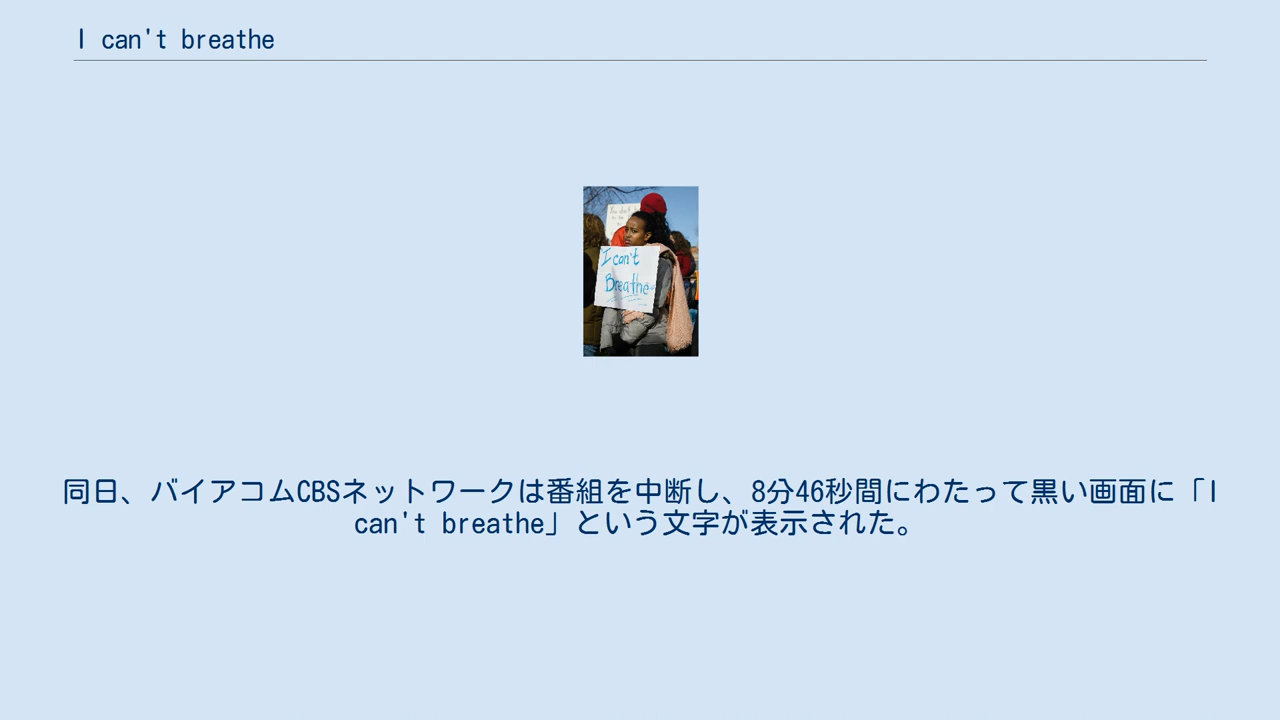 I can't breathe
I can't
Breathe
同日、バイアコムCBSネットワークは番組を中断し、8分46秒間にわたって黒い画面に「I
can't breathe」という文字が表示された。